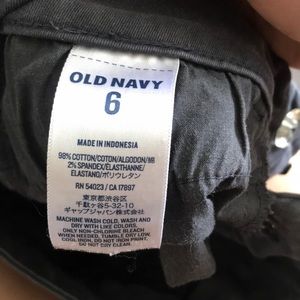 OLD NAVY
6
MADE IN INDONESIA
98% COTTON/COTON/ALGODON/綿
2% SPANDEX/ELASTHANNE/
ELASTANO/ポリウレタン
RN 54023 / CA 17897
東京都渋谷区
千駄ヶ谷5-32-10
ギャップジャパン株式会社
MACHINE WASH COLD, WASH AND
DRY WITH LIKE COLORS,
ONLY NON-CHLORINE BLEACH
WHEN NEEDED, TUMBLE DRY LOW,
COOL IRON, DO NOT IRON PRINT,
DO NOT DRY CLEAN.